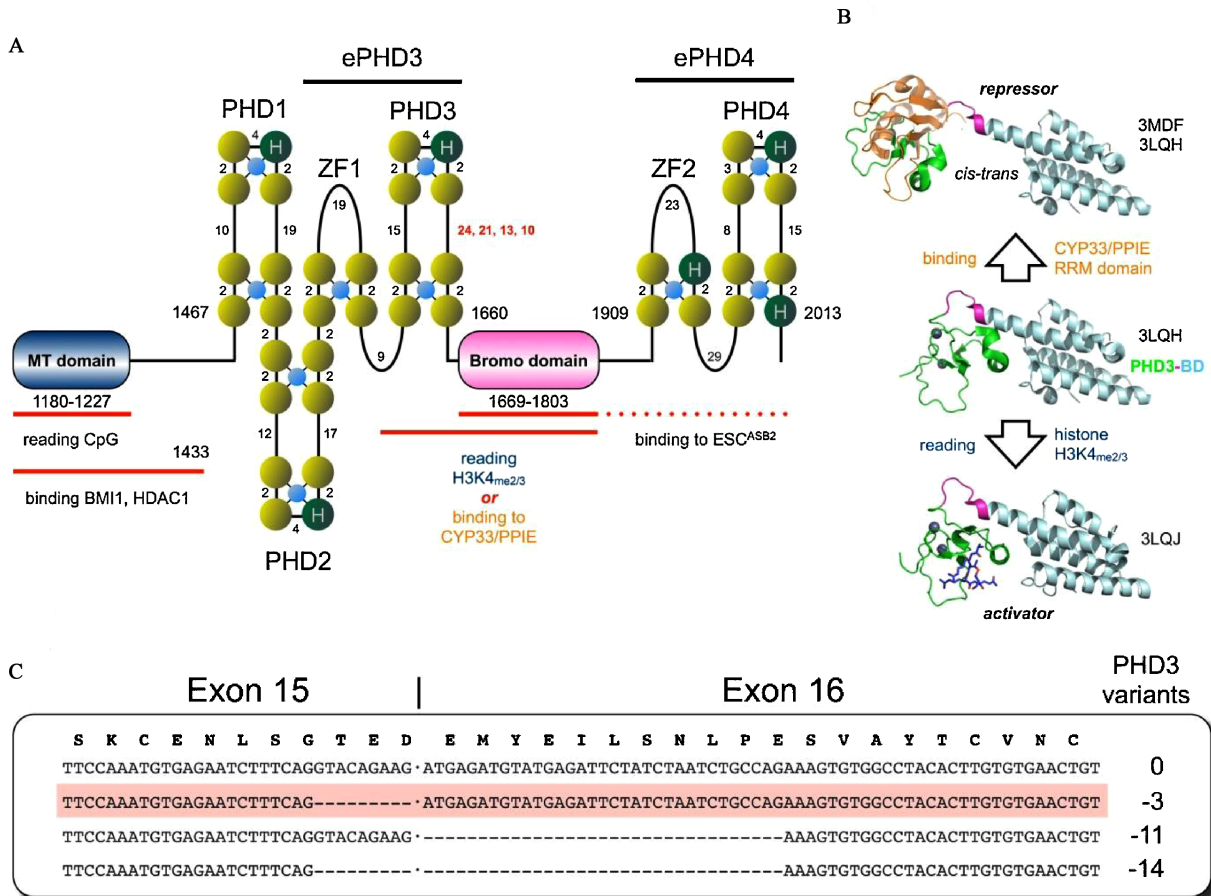 A
ePHD3
ePHD4
PHD1
PHD3
PHD4
4 H
4 H
4 H
2 2
2 2
3 2
ZF1
ZF2
19
23
10 19
15
24, 21, 13, 10
8 15
H
2 2
2 2
2 2
2 2
2 2
H
1467
1660
1909
2013
2 2
9
29
MT domain
Bromo domain
2 2
1180-1227
1669-1803
reading CpG
12 17
binding to ESCASB2
1433
binding BMI1, HDAC1
2 2
4 H
PHD2
reading
H3K4me2/3
or
binding to
CYP33/PPIE
B
repressor
3MDF
3LQH
cis-trans
binding
CYP33/PPIE
RRM domain
3LQH
PHD3-BD
reading
histone
H3K4me2/3
3LQJ
activator
C
Exon 15 | Exon 16
PHD3
variants
S K C E N L S G T E D E M Y E I L S N L P E S V A Y T C V N C
TTCCAAATGTGAGAATCTTTCAGGTACAGAAG·ATGAGATGTATGAGATTCTATCTAATCTGCCAGAAAGTGTGGCCTACACTTGTGTGAACTGT 0
TTCCAAATGTGAGAATCTTTCAG---------·ATGAGATGTATGAGATTCTATCTAATCTGCCAGAAAGTGTGGCCTACACTTGTGTGAACTGT -3
TTCCAAATGTGAGAATCTTTCAGGTACAGAAG·---------------------------------AAAGTGTGGCCTACACTTGTGTGAACTGT -11
TTCCAAATGTGAGAATCTTTCAG---------·---------------------------------AAAGTGTGGCCTACACTTGTGTGAACTGT -14